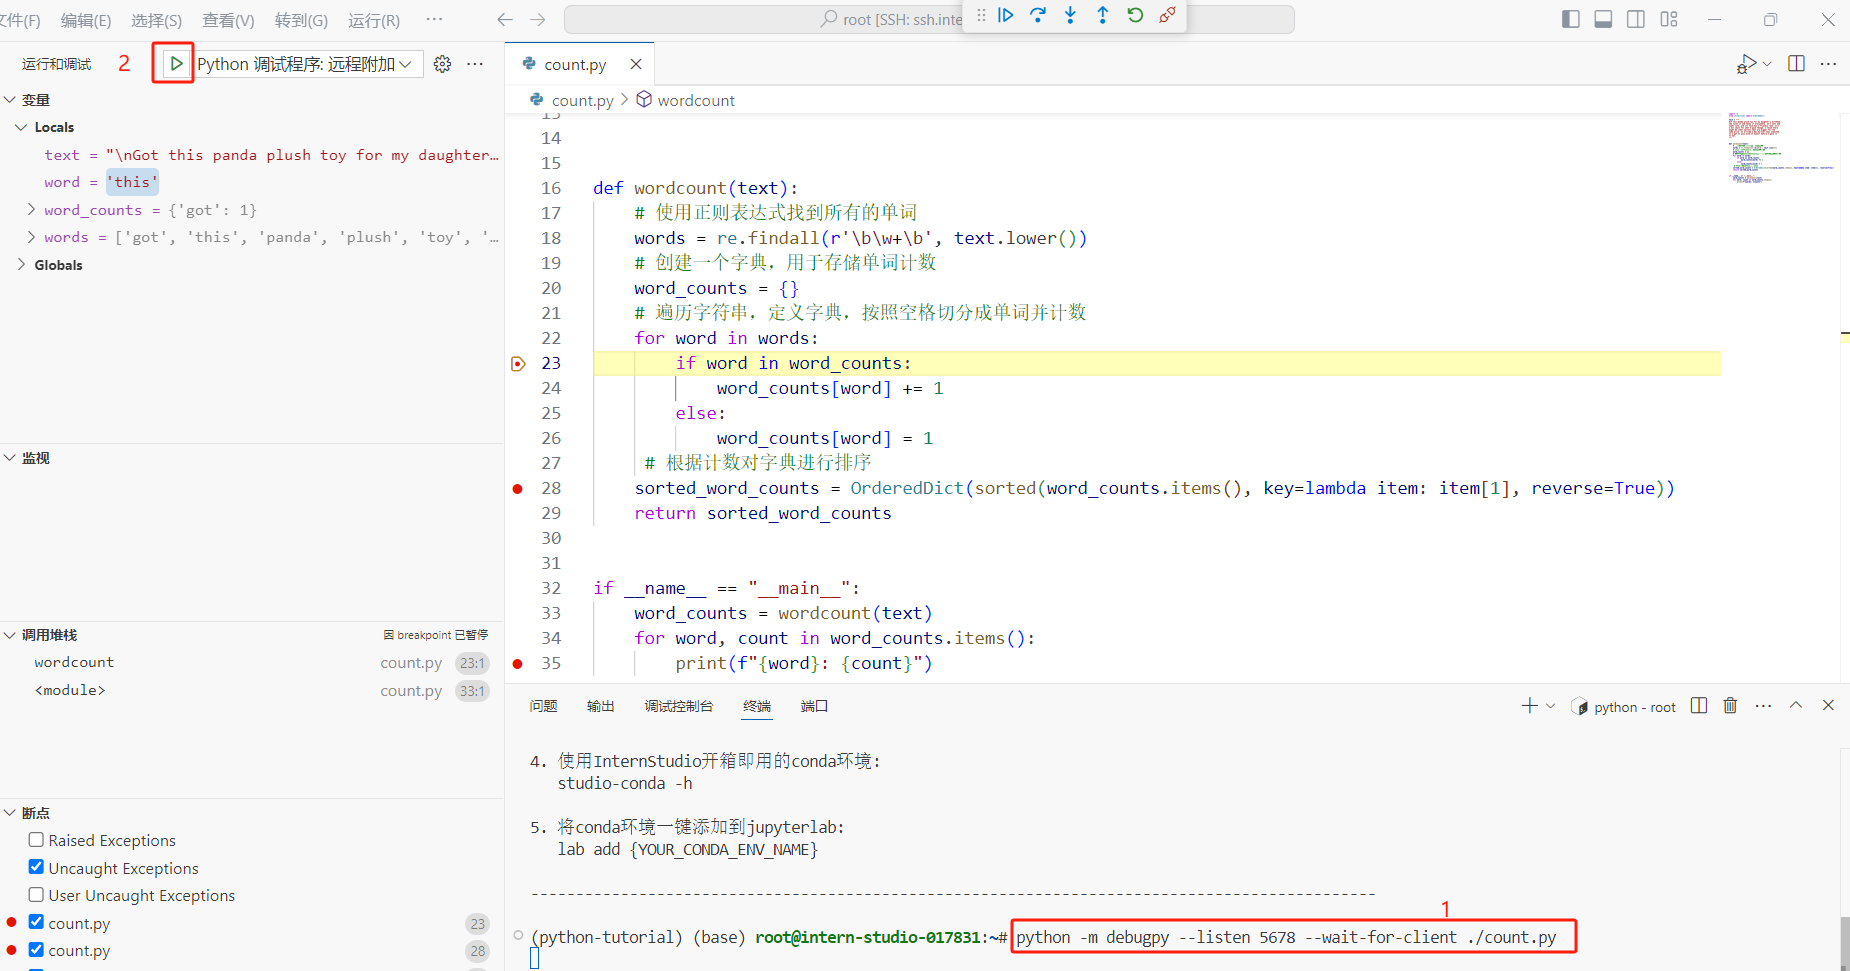 文件(F) 编辑(E) 选择(S) 查看(V) 转到(G) 运行(R) ··· root [SSH: ssh.inte
运行和调试 2 Python 调试程序: 远程附加 ···
变量
Locals
text = "\nGot this panda plush toy for my daughter…
word = 'this'
word_counts = {'got': 1}
words = ['got', 'this', 'panda', 'plush', 'toy', '…
Globals
监视
调用堆栈 因 breakpoint 已暂停
wordcount count.py 23:1
<module> count.py 33:1
断点
Raised Exceptions
Uncaught Exceptions
User Uncaught Exceptions
count.py 23
count.py 28
count.py
count.py > wordcount
14
15
16 def wordcount(text):
17 # 使用正则表达式找到所有的单词
18 words = re.findall(r'\b\w+\b', text.lower())
19 # 创建一个字典，用于存储单词计数
20 word_counts = {}
21 # 遍历字符串，定义字典，按照空格切分成单词并计数
22 for word in words:
23 if word in word_counts:
24 word_counts[word] += 1
25 else:
26 word_counts[word] = 1
27 # 根据计数对字典进行排序
28 sorted_word_counts = OrderedDict(sorted(word_counts.items(), key=lambda item: item[1], reverse=True))
29 return sorted_word_counts
30
31
32 if __name__ == "__main__":
33 word_counts = wordcount(text)
34 for word, count in word_counts.items():
35 print(f"{word}: {count}")
问题 输出 调试控制台 终端 端口 python - root ···
4. 使用InternStudio开箱即用的conda环境:
studio-conda -h
5. 将conda环境一键添加到jupyterlab:
lab add {YOUR_CONDA_ENV_NAME}
1
(python-tutorial) (base) root@intern-studio-017831:~# python -m debugpy --listen 5678 --wait-for-client ./count.py